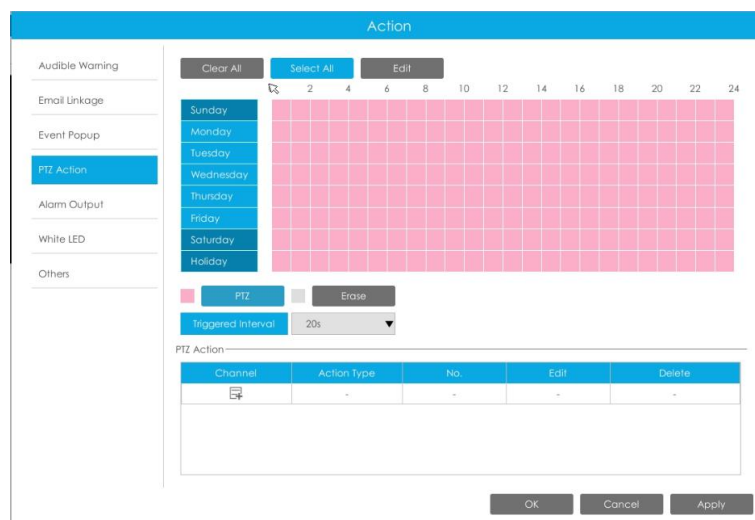 Action
Audible Warning
Email Linkage
Event Popup
PTZ Action
Alarm Output
White LED
Others
Clear All Select All Edit
2 4 6 8 10 12 14 16 18 20 22 24
Sunday
Monday
Tuesday
Wednesday
Thursday
Friday
Saturday
Holiday
PTZ Erase
Triggered Interval 20s
PTZ Action
Channel Action Type No. Edit Delete
- - - -
OK Cancel Apply